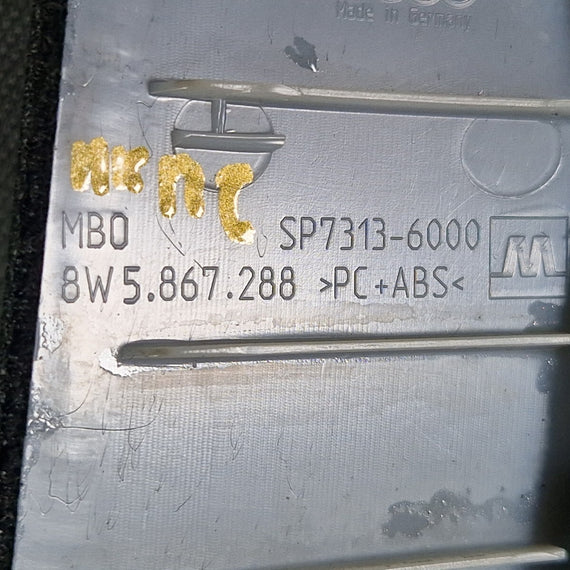 Made in Germany
MBO SP7313-6000
8W5.867.288 >PC+ABS<